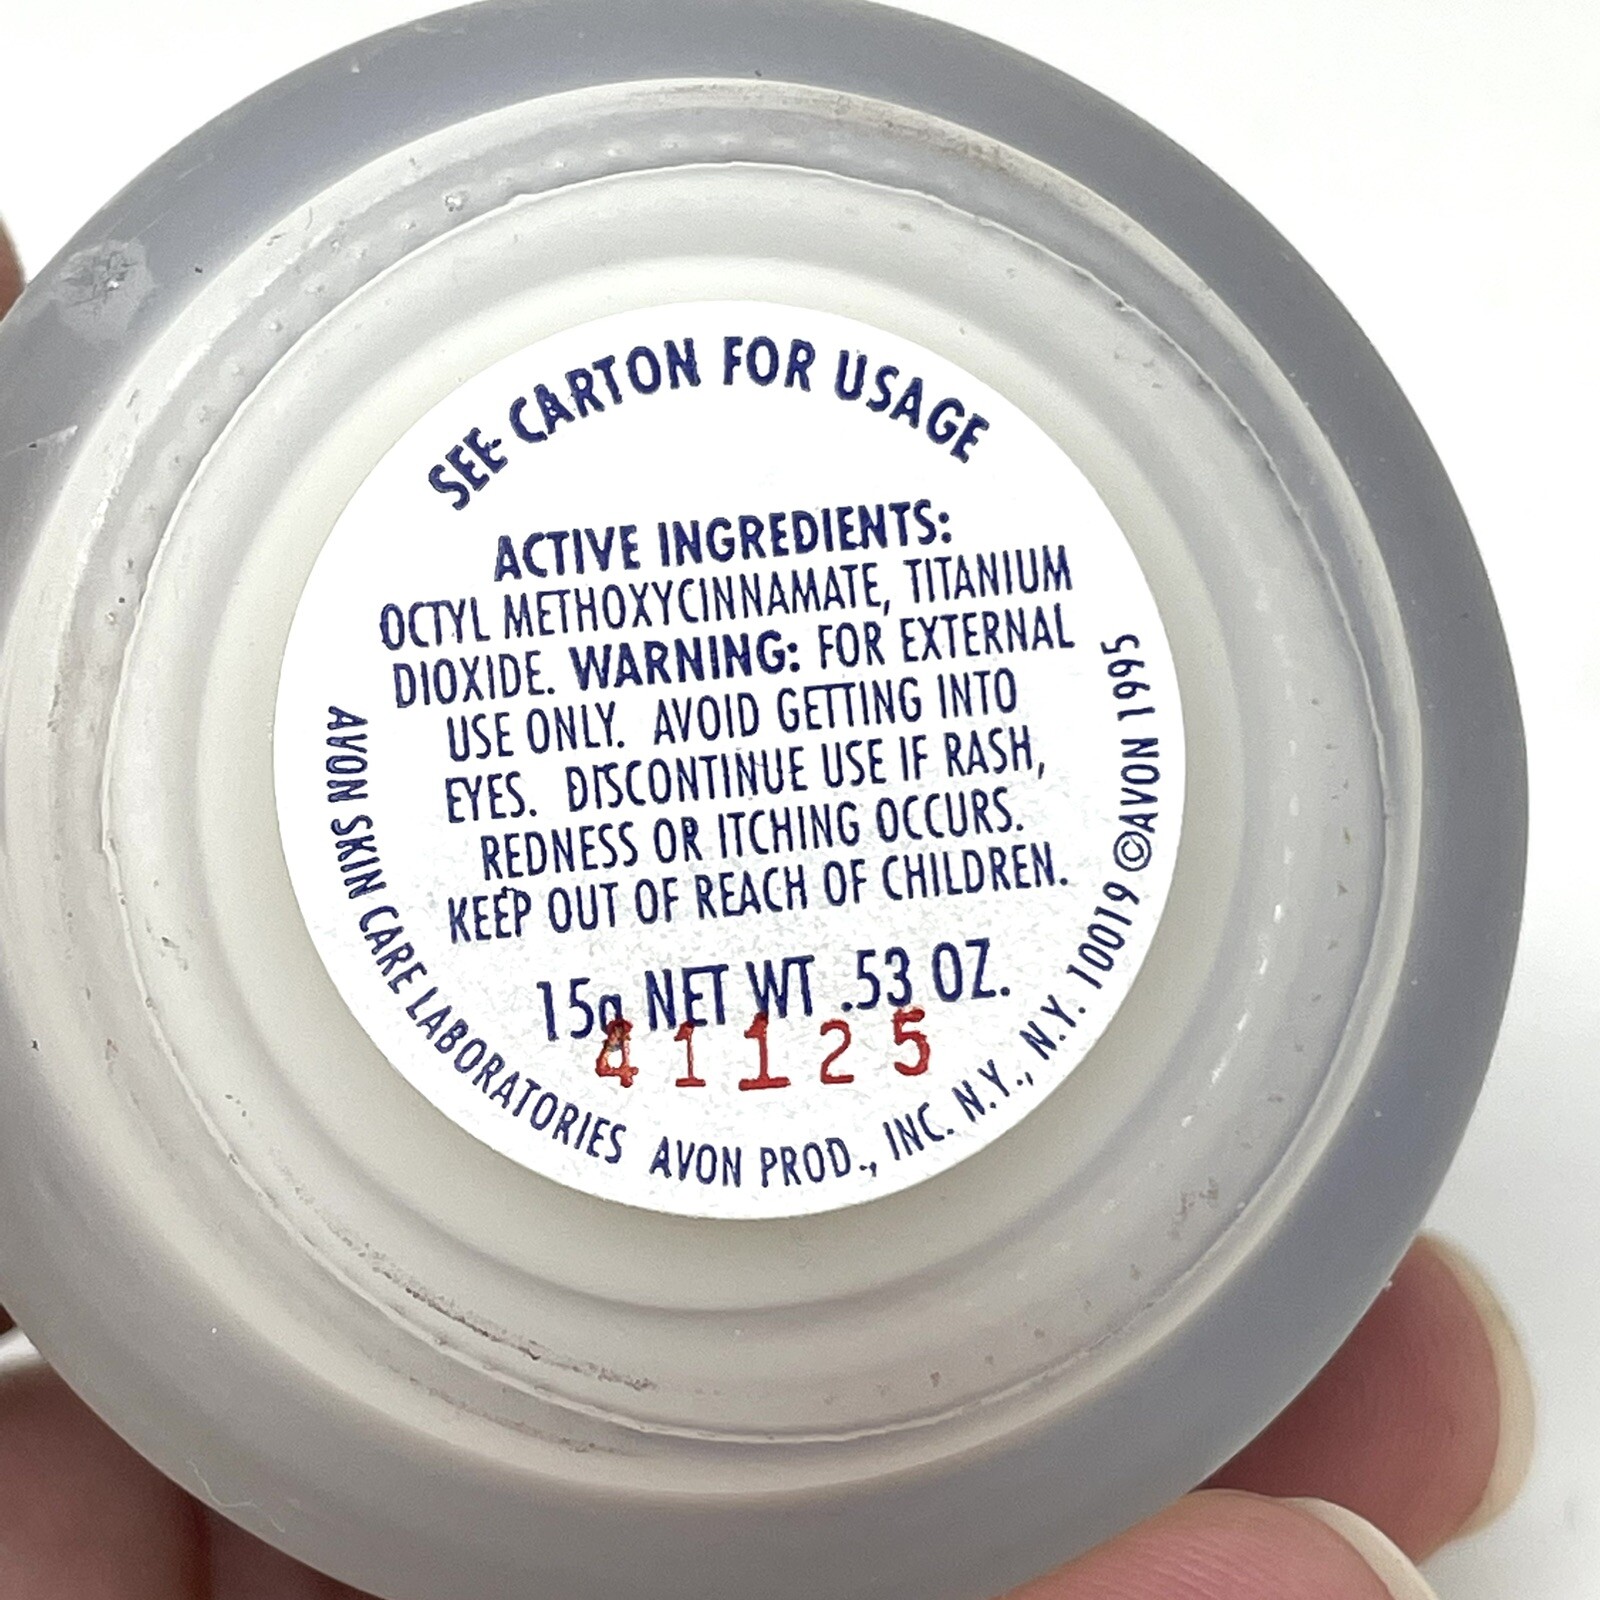 SEE CARTON FOR USAGE
ACTIVE INGREDIENTS:
OCTYL METHOXYCINNAMATE, TITANIUM
DIOXIDE. WARNING: FOR EXTERNAL
USE ONLY. AVOID GETTING INTO
EYES. DISCONTINUE USE IF RASH,
REDNESS OR ITCHING OCCURS.
KEEP OUT OF REACH OF CHILDREN.
15g NET WT .53 OZ.
41125
AVON SKIN CARE LABORATORIES AVON PROD., INC. N.Y., N.Y. 10019 ©AVON 1995